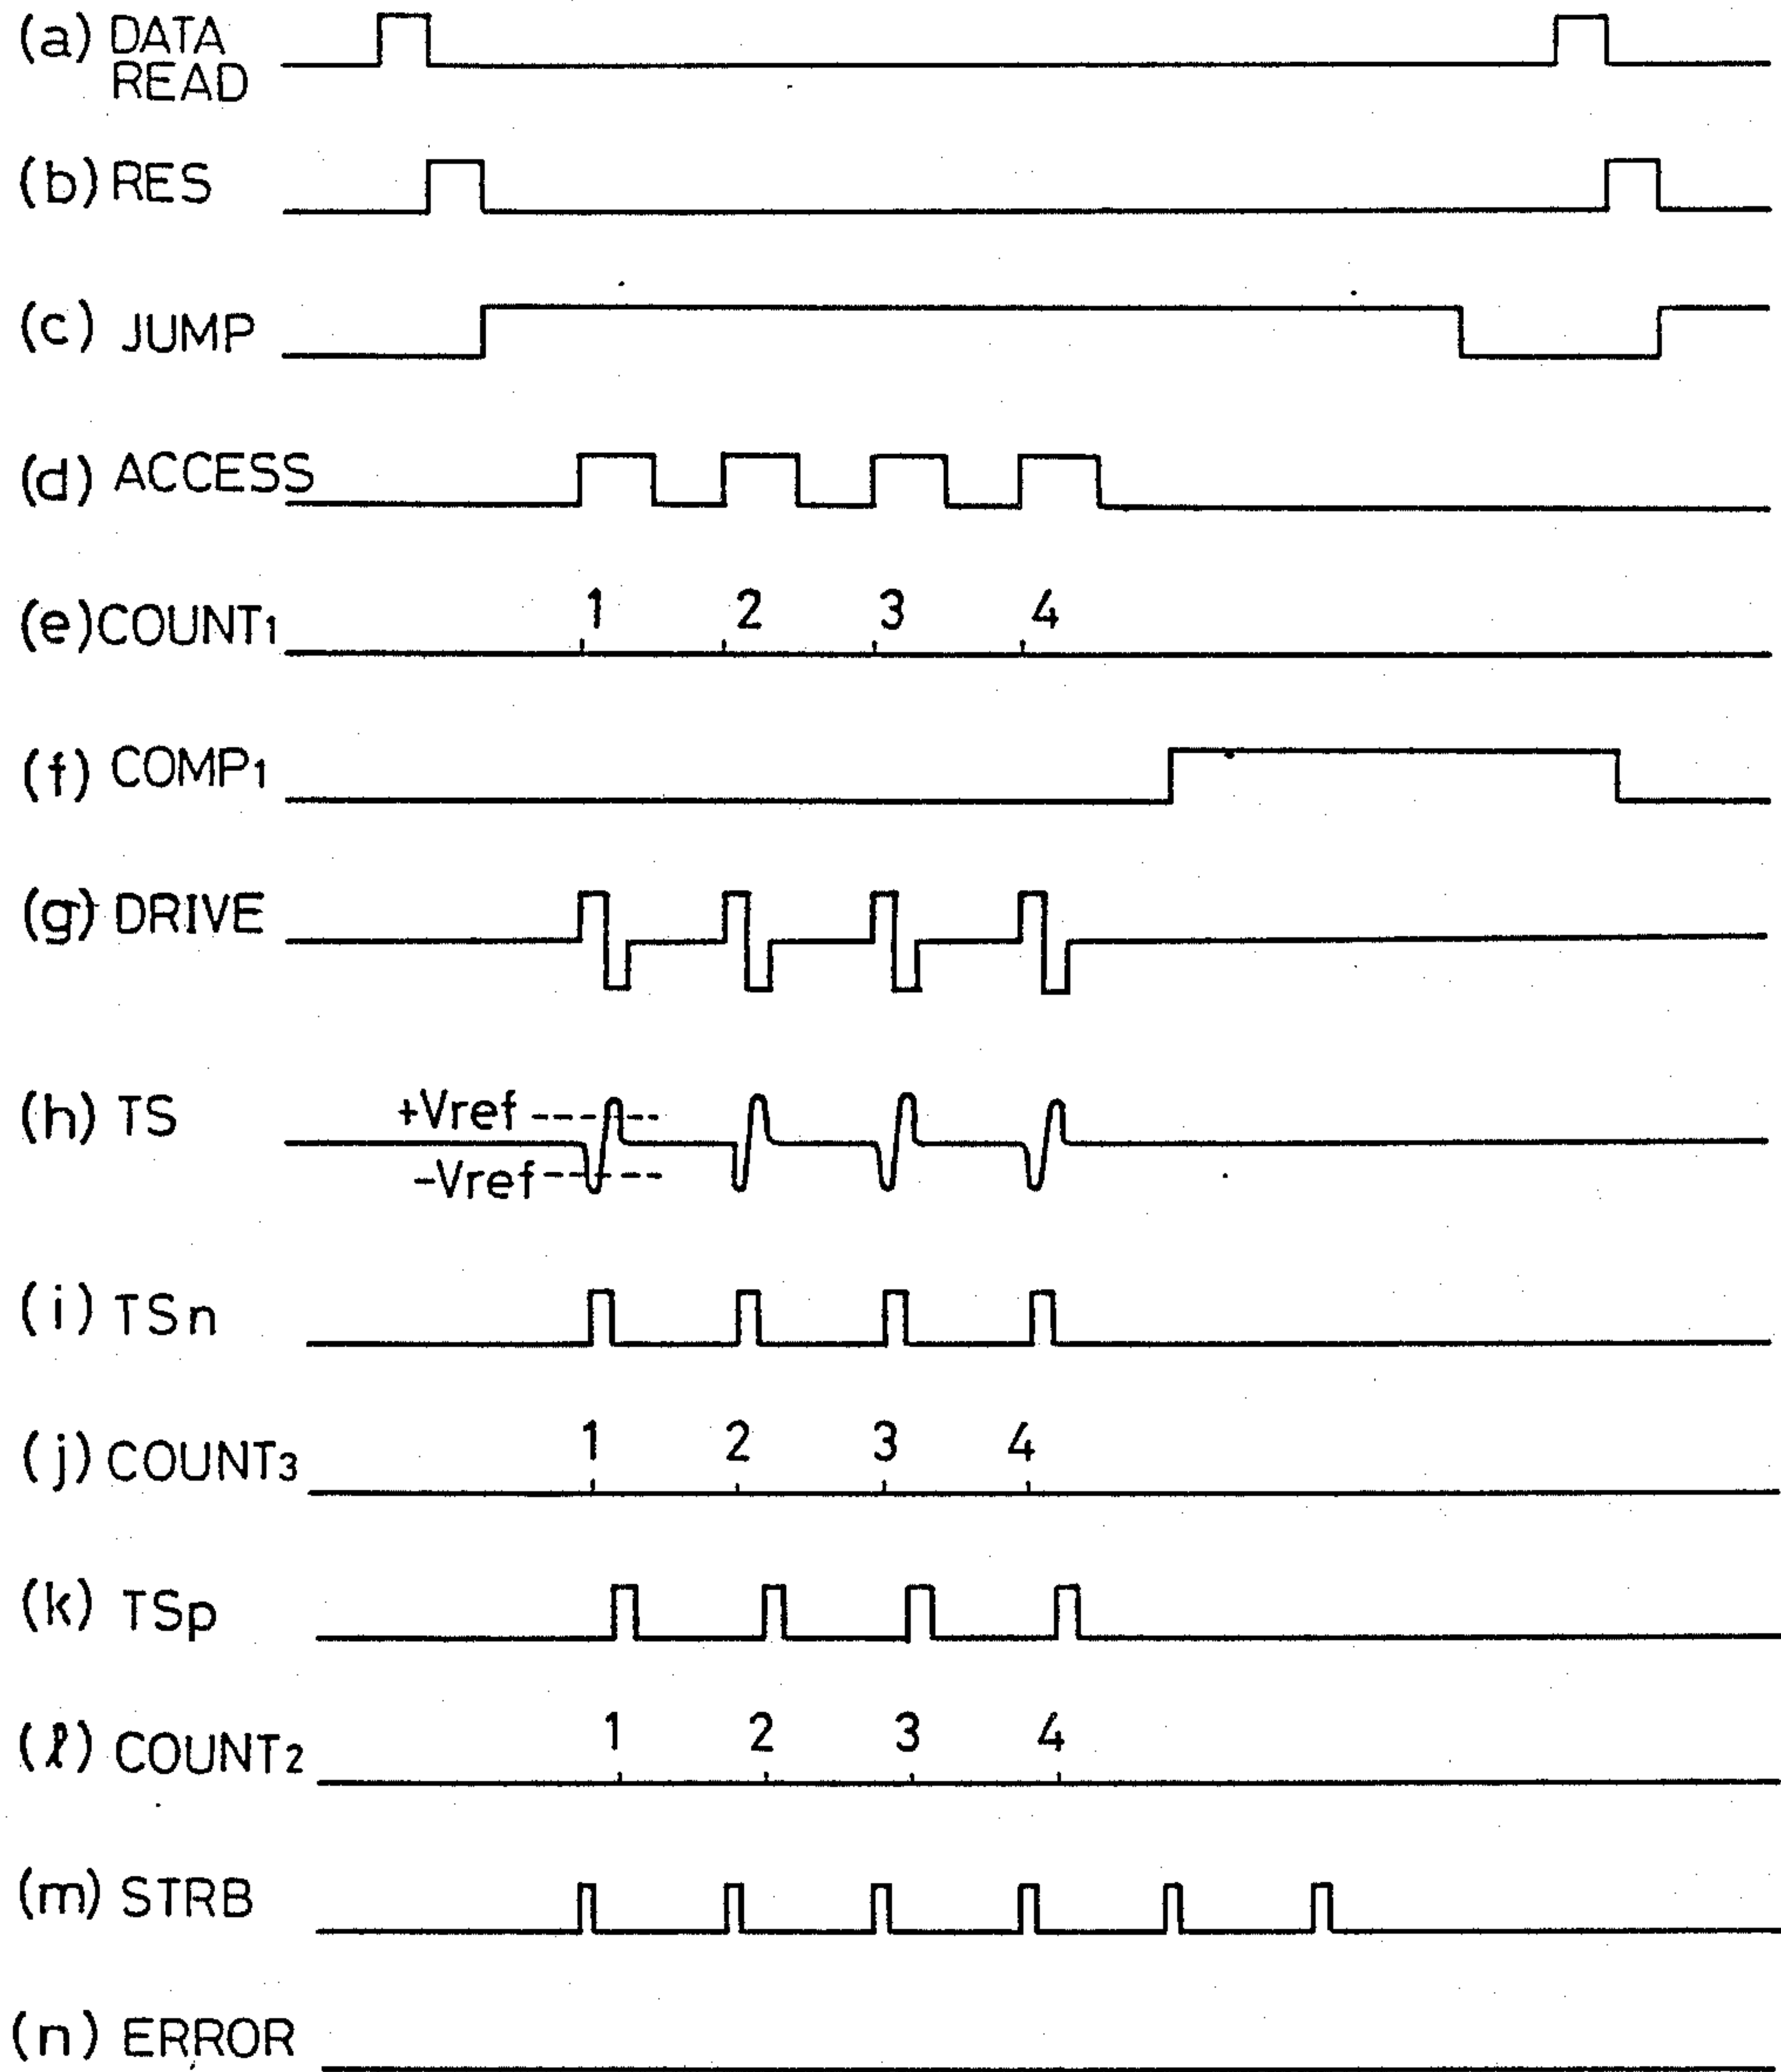 (a) DATA
READ
(b) RES
(c) JUMP
(d) ACCESS
1 2 3 4
(e) COUNT1
(f) COMP1
(g) DRIVE
(h) TS
+Vref
-Vref
(i) TSn
1 2 3 4
(j) COUNT3
(k) TSp
1 2 3 4
(ℓ) COUNT2
(m) STRB
(n) ERROR